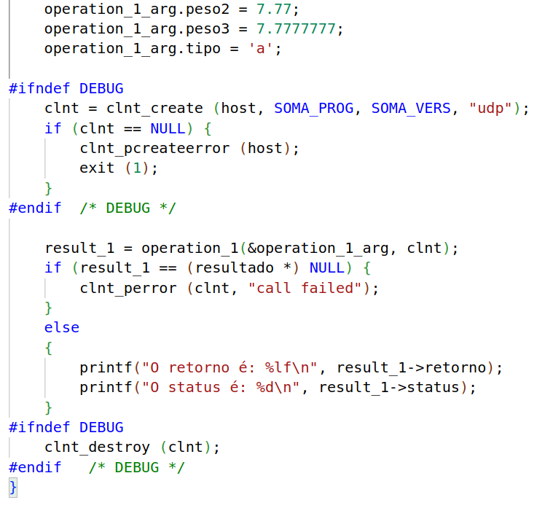 operation_1_arg.peso2 = 7.77;
operation_1_arg.peso3 = 7.7777777;
operation_1_arg.tipo = 'a';
#ifndef DEBUG
clnt = clnt_create (host, SOMA_PROG, SOMA_VERS, "udp");
if (clnt == NULL) {
clnt_pcreateerror (host);
exit (1);
}
#endif  /* DEBUG */
result_1 = operation_1(&operation_1_arg, clnt);
if (result_1 == (resultado *) NULL) {
clnt_perror (clnt, "call failed");
}
else
{
printf("O retorno é: %lf\n", result_1->retorno);
printf("O status é: %d\n", result_1->status);
}
#ifndef DEBUG
clnt_destroy (clnt);
#endif   /* DEBUG */
}